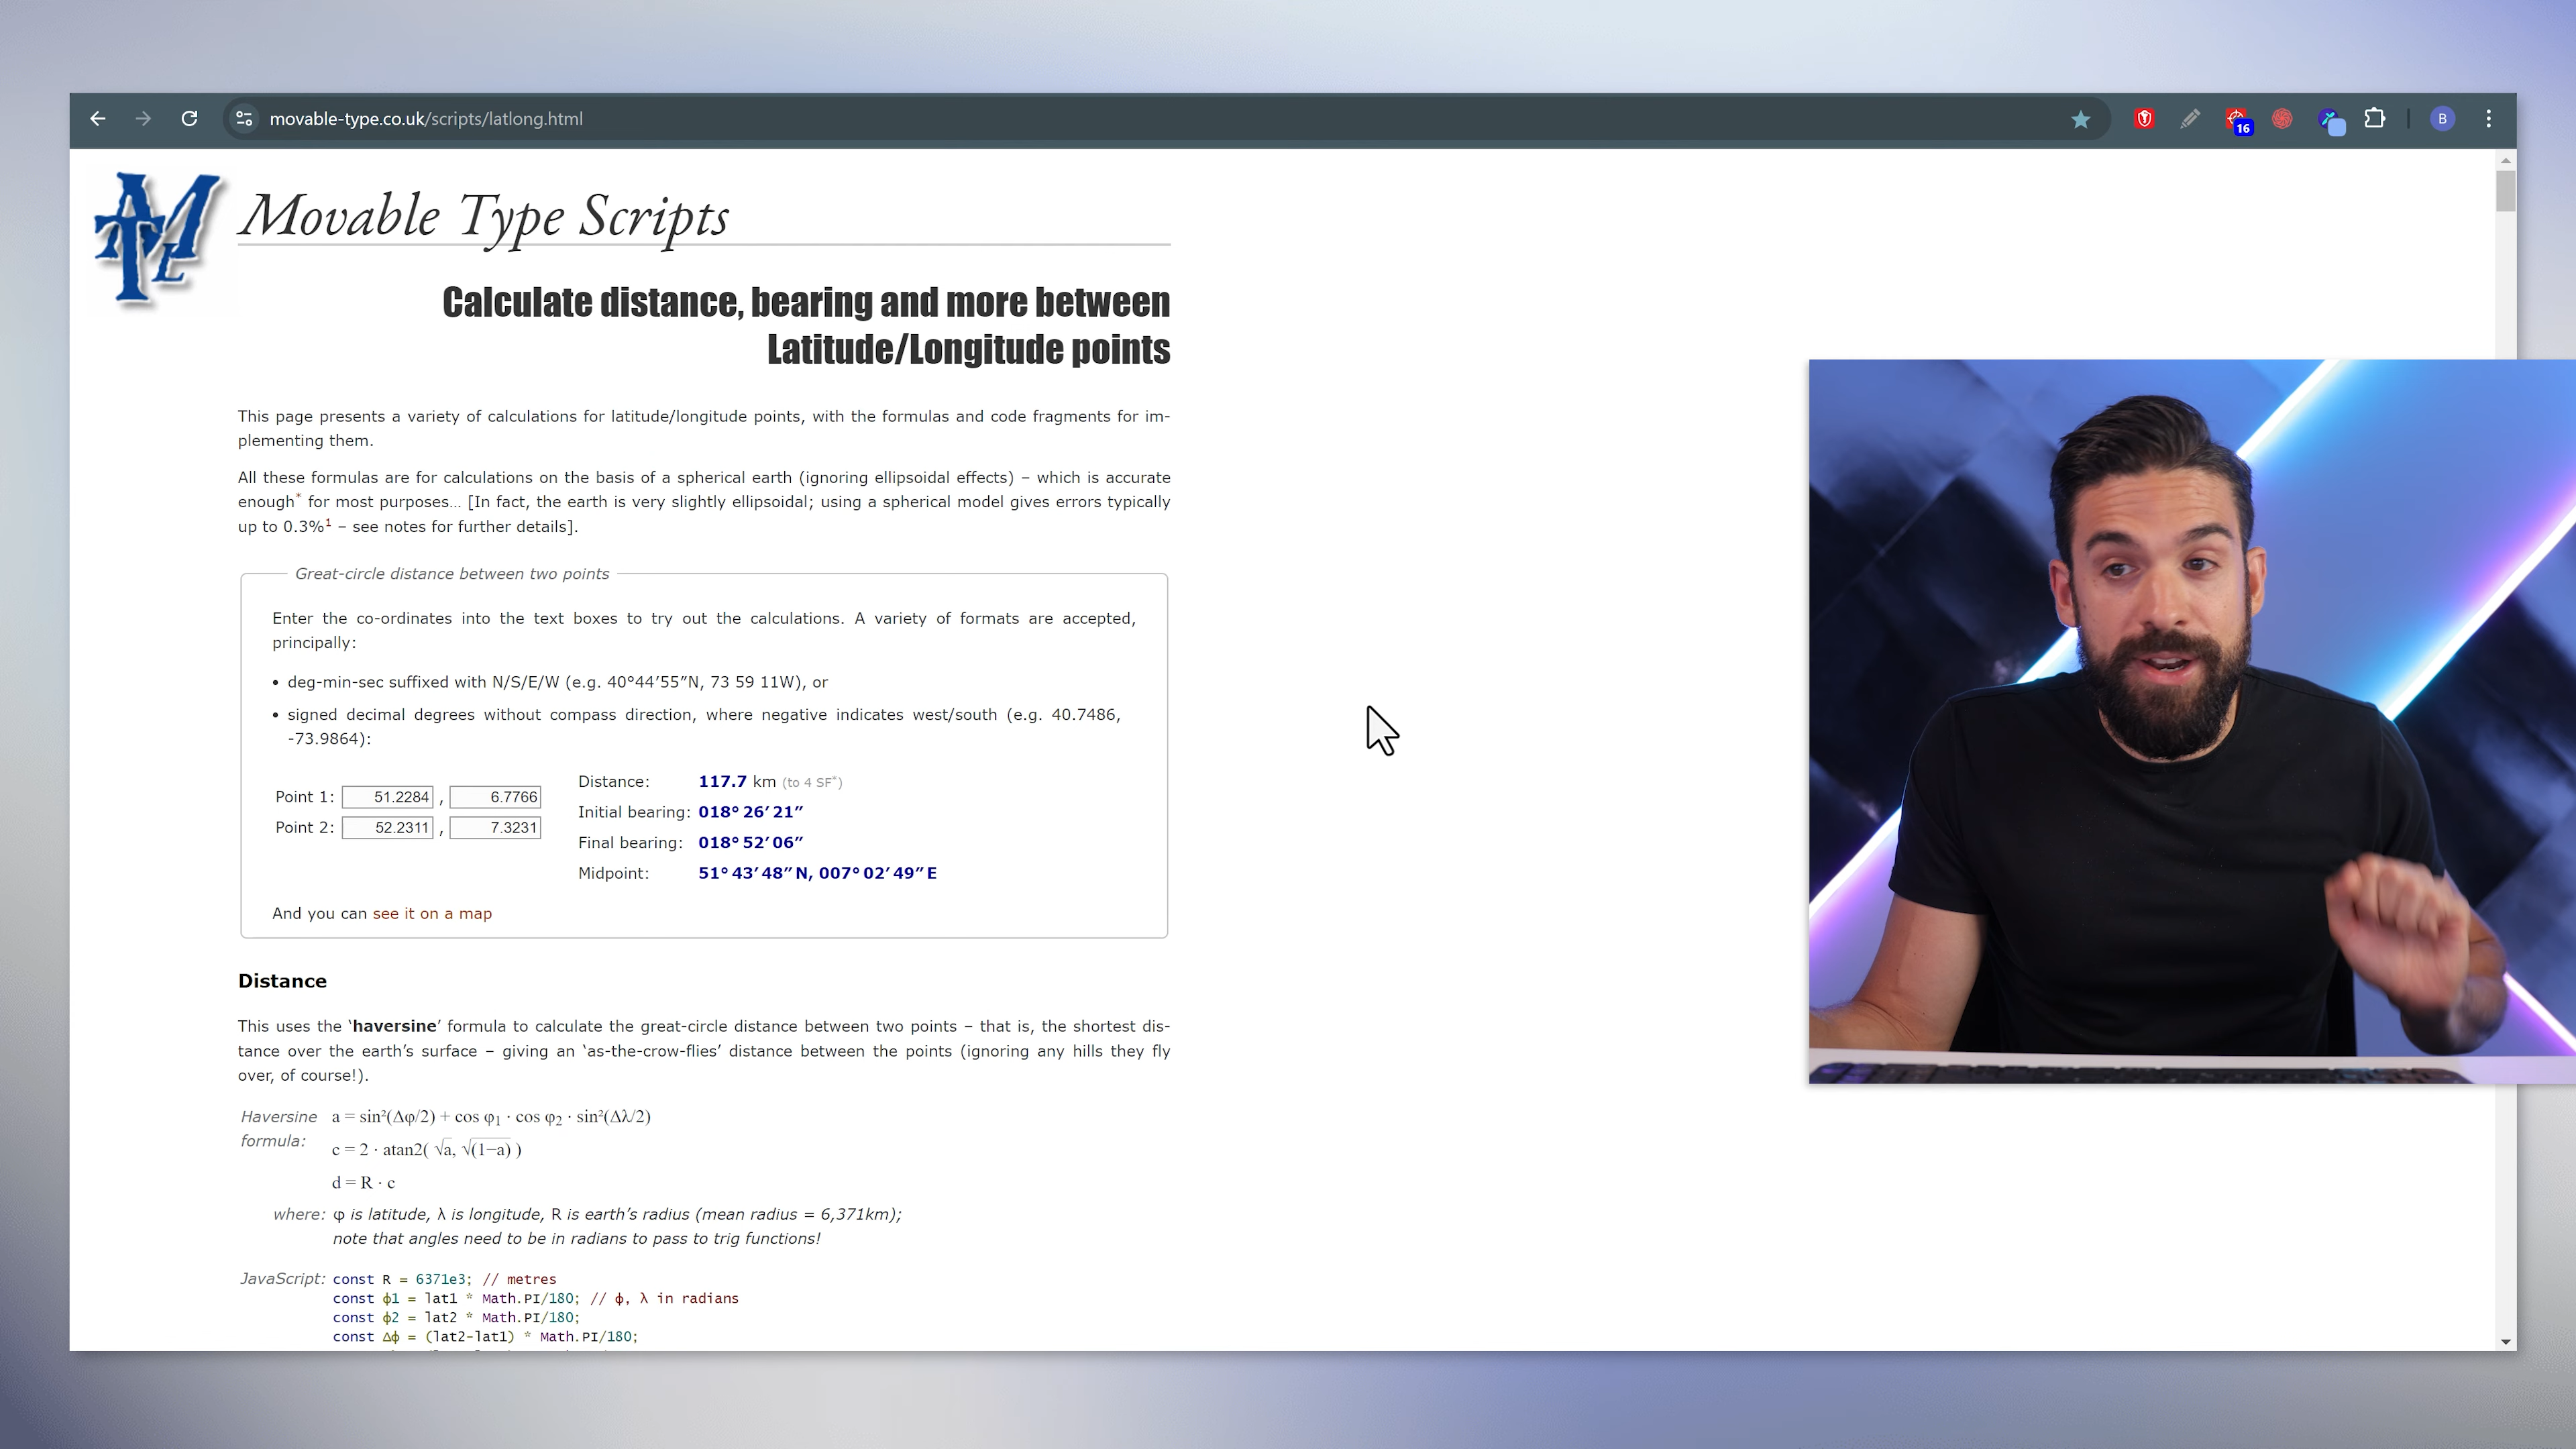 movable-type.co.uk/scripts/latlong.html
16
B
MTL
Movable Type Scripts
Calculate distance, bearing and more between
Latitude/Longitude points
This page presents a variety of calculations for latitude/longitude points, with the formulas and code fragments for im-
plementing them.
All these formulas are for calculations on the basis of a spherical earth (ignoring ellipsoidal effects) – which is accurate
enough* for most purposes… [In fact, the earth is very slightly ellipsoidal; using a spherical model gives errors typically
up to 0.3%¹ – see notes for further details].
Great-circle distance between two points
Enter the co-ordinates into the text boxes to try out the calculations. A variety of formats are accepted,
principally:
• deg-min-sec suffixed with N/S/E/W (e.g. 40°44′55″N, 73 59 11W), or
• signed decimal degrees without compass direction, where negative indicates west/south (e.g. 40.7486,
-73.9864):
Point 1: 51.2284 , 6.7766
Point 2: 52.2311 , 7.3231
Distance: 117.7 km (to 4 SF*)
Initial bearing: 018° 26′ 21″
Final bearing: 018° 52′ 06″
Midpoint: 51° 43′ 48″ N, 007° 02′ 49″ E
And you can see it on a map
Distance
This uses the ‘haversine’ formula to calculate the great-circle distance between two points – that is, the shortest dis-
tance over the earth’s surface – giving an ‘as-the-crow-flies’ distance between the points (ignoring any hills they fly
over, of course!).
Haversine formula: a = sin²(Δφ/2) + cos φ₁ ⋅ cos φ₂ ⋅ sin²(Δλ/2)
c = 2 ⋅ atan2( √a, √(1−a) )
d = R ⋅ c
where: φ is latitude, λ is longitude, R is earth’s radius (mean radius = 6,371km);
note that angles need to be in radians to pass to trig functions!
JavaScript: const R = 6371e3; // metres
const φ1 = lat1 * Math.PI/180; // φ, λ in radians
const φ2 = lat2 * Math.PI/180;
const Δφ = (lat2-lat1) * Math.PI/180;